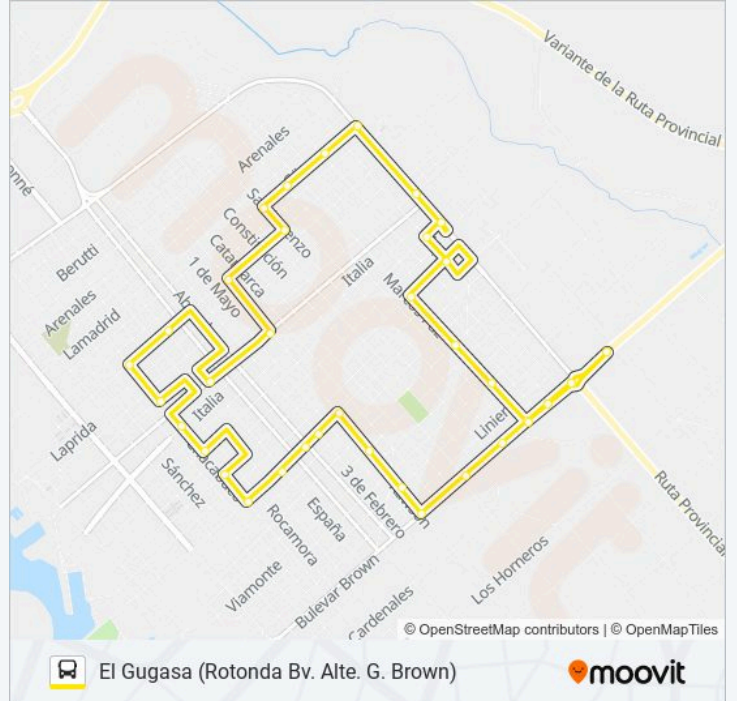 Variante de la Ruta Provincial
Arenales
Constitución
Catamarca
1 de Mayo
Italia
Berutti
Arenales
Lamadrid
Italia
Linier
Laprida
Sánchez
3 de Febrero
España
Rocamora
Ruta Provincial
Viamonte
Bulevar Brown
Los Horneros
Cardenales
moovit
© OpenStreetMap contributors | © OpenMapTiles
El Gugasa (Rotonda Bv. Alte. G. Brown)
moovit